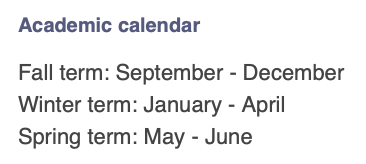 Academic calendar
Fall term: September - December
Winter term: January - April
Spring term: May - June